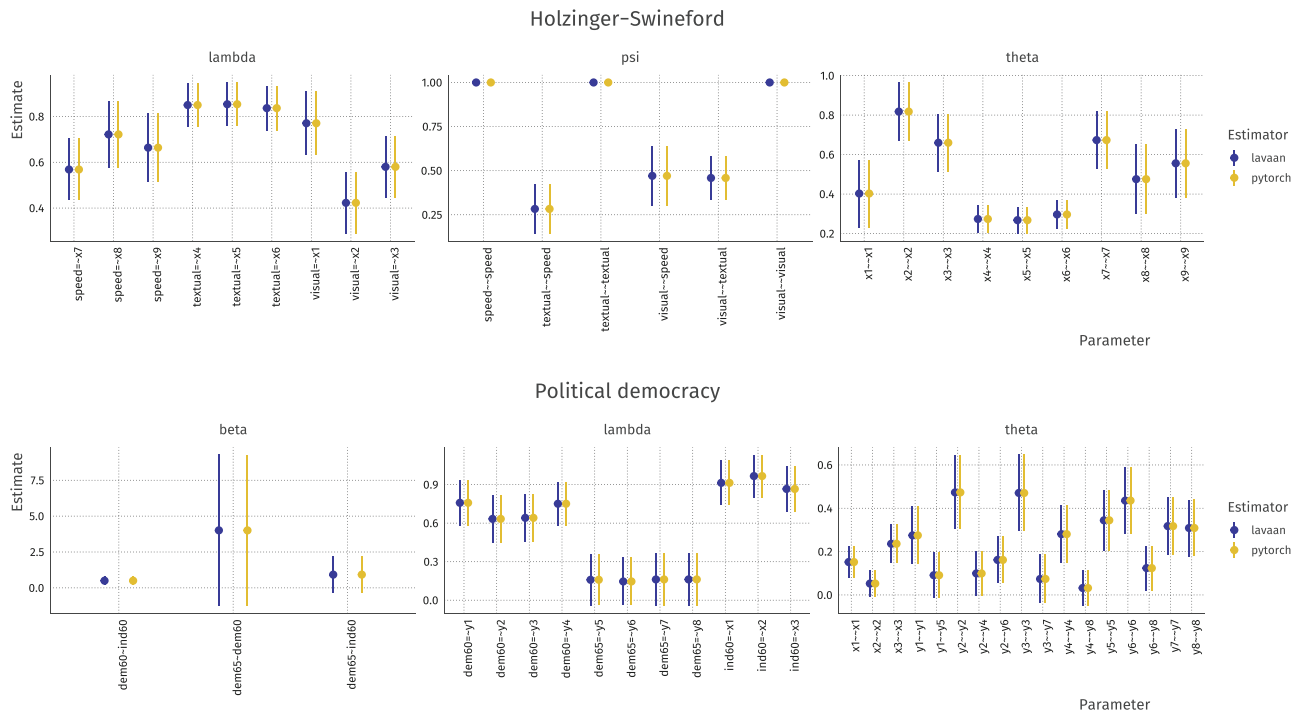 Holzinger–Swineford
lambda
psi
theta
Estimate
0.8
0.6
0.4
1.00
0.75
0.50
0.25
1.0
0.8
0.6
0.4
0.2
speed=~x7
speed=~x8
speed=~x9
textual=~x4
textual=~x5
textual=~x6
visual=~x1
visual=~x2
visual=~x3
speed~~speed
textual~~speed
textual~~textual
visual~~speed
visual~~textual
visual~~visual
x1~~x1
x2~~x2
x3~~x3
x4~~x4
x5~~x5
x6~~x6
x7~~x7
x8~~x8
x9~~x9
Parameter
Estimator
lavaan
pytorch
Political democracy
beta
lambda
theta
Estimate
7.5
5.0
2.5
0.0
0.9
0.6
0.3
0.0
0.6
0.4
0.2
0.0
dem60~ind60
dem65~dem60
dem65~ind60
dem60=~y1
dem60=~y2
dem60=~y3
dem60=~y4
dem65=~y5
dem65=~y6
dem65=~y7
dem65=~y8
ind60=~x1
ind60=~x2
ind60=~x3
x1~~x1
x2~~x2
x3~~x3
y1~~y1
y1~~y5
y2~~y2
y2~~y4
y2~~y6
y3~~y3
y3~~y7
y4~~y4
y4~~y8
y5~~y5
y6~~y6
y6~~y8
y7~~y7
y8~~y8
Parameter
Estimator
lavaan
pytorch